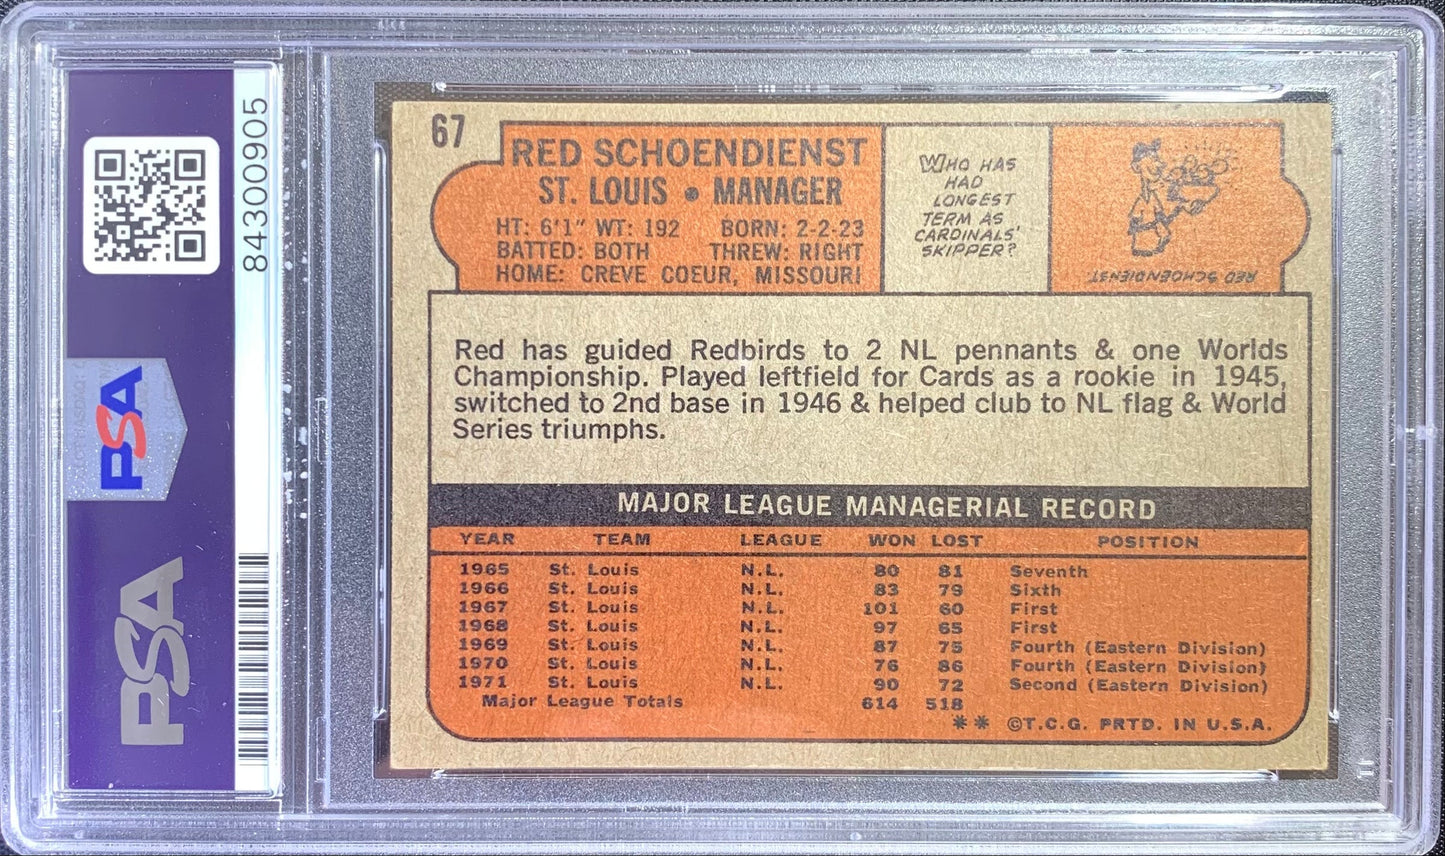 84300905
PSA
PSA
67
RED SCHOENDIENST
ST. LOUIS • MANAGER
HT: 6'1" WT: 192 BORN: 2-2-23
BATTED: BOTH THREW: RIGHT
HOME: CREVE COEUR, MISSOURI
WHO HAS
HAD
LONGEST
TERM AS
CARDINALS'
SKIPPER?
RED SCHOENDIENST
Red has guided Redbirds to 2 NL pennants & one Worlds
Championship. Played leftfield for Cards as a rookie in 1945,
switched to 2nd base in 1946 & helped club to NL flag & World
Series triumphs.
MAJOR LEAGUE MANAGERIAL RECORD
YEAR TEAM LEAGUE WON LOST POSITION
1965 St. Louis N.L. 80 81 Seventh
1966 St. Louis N.L. 83 79 Sixth
1967 St. Louis N.L. 101 60 First
1968 St. Louis N.L. 97 65 First
1969 St. Louis N.L. 87 75 Fourth (Eastern Division)
1970 St. Louis N.L. 76 86 Fourth (Eastern Division)
1971 St. Louis N.L. 90 72 Second (Eastern Division)
Major League Totals 614 518
** ©T.C.G. PRTD. IN U.S.A.